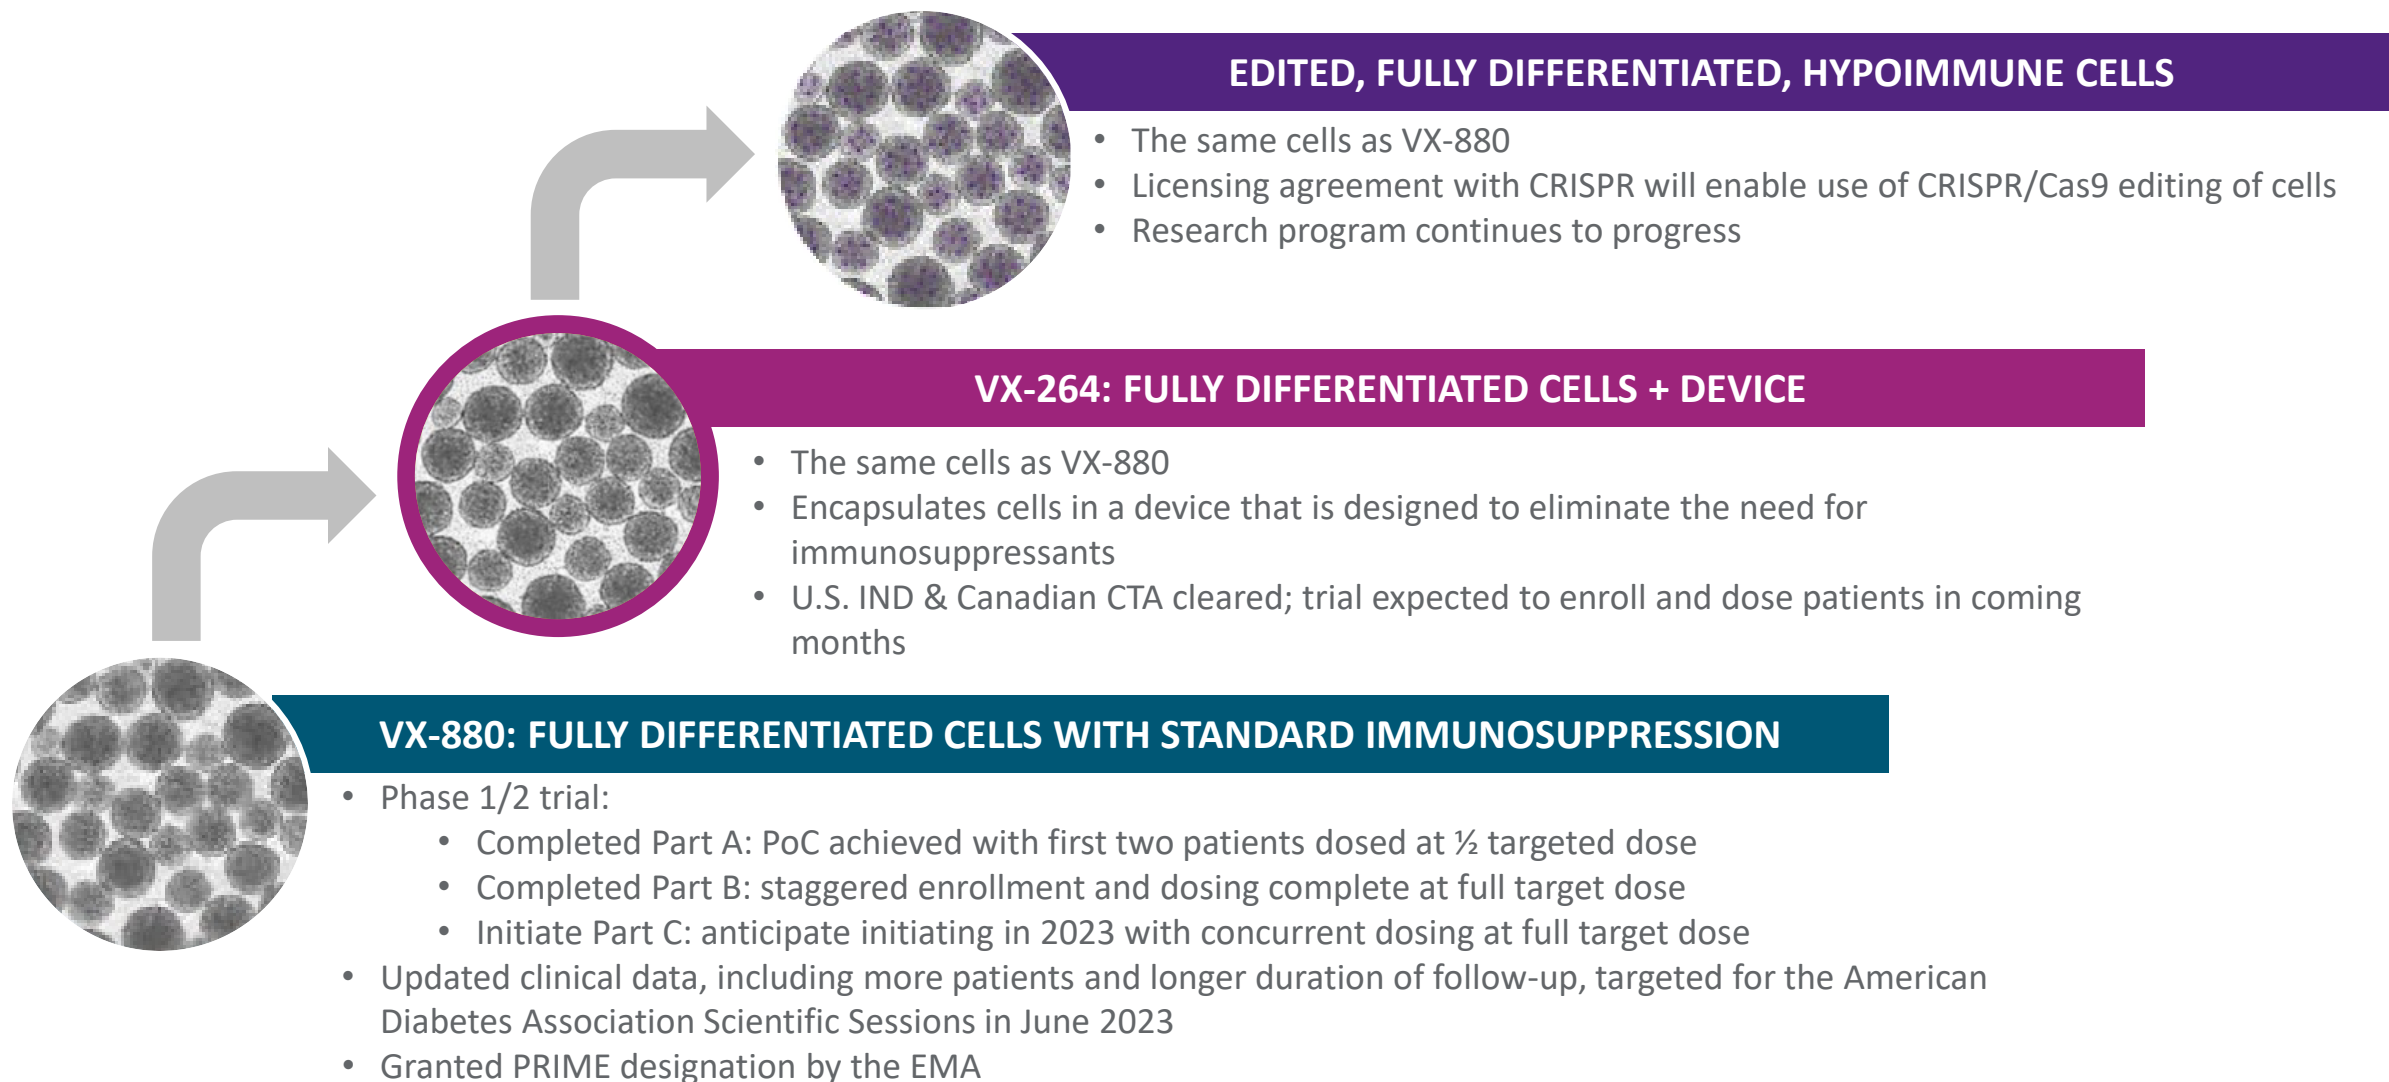 EDITED, FULLY DIFFERENTIATED, HYPOIMMUNE CELLS
• The same cells as VX-880
• Licensing agreement with CRISPR will enable use of CRISPR/Cas9 editing of cells
• Research program continues to progress
VX-264: FULLY DIFFERENTIATED CELLS + DEVICE
• The same cells as VX-880
• Encapsulates cells in a device that is designed to eliminate the need for
immunosuppressants
• U.S. IND & Canadian CTA cleared; trial expected to enroll and dose patients in coming
months
VX-880: FULLY DIFFERENTIATED CELLS WITH STANDARD IMMUNOSUPPRESSION
• Phase 1/2 trial:
• Completed Part A: PoC achieved with first two patients dosed at ½ targeted dose
• Completed Part B: staggered enrollment and dosing complete at full target dose
• Initiate Part C: anticipate initiating in 2023 with concurrent dosing at full target dose
• Updated clinical data, including more patients and longer duration of follow-up, targeted for the American
Diabetes Association Scientific Sessions in June 2023
• Granted PRIME designation by the EMA